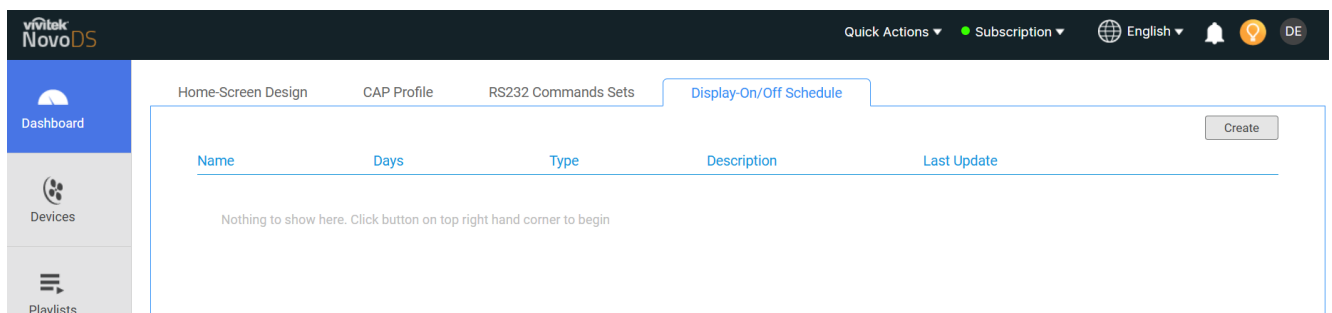 vivitek
NovoDS
Quick Actions Subscription English DE
Dashboard
Devices
Playlists
Home-Screen Design CAP Profile RS232 Commands Sets Display-On/Off Schedule
Create
Name Days Type Description Last Update
Nothing to show here. Click button on top right hand corner to begin